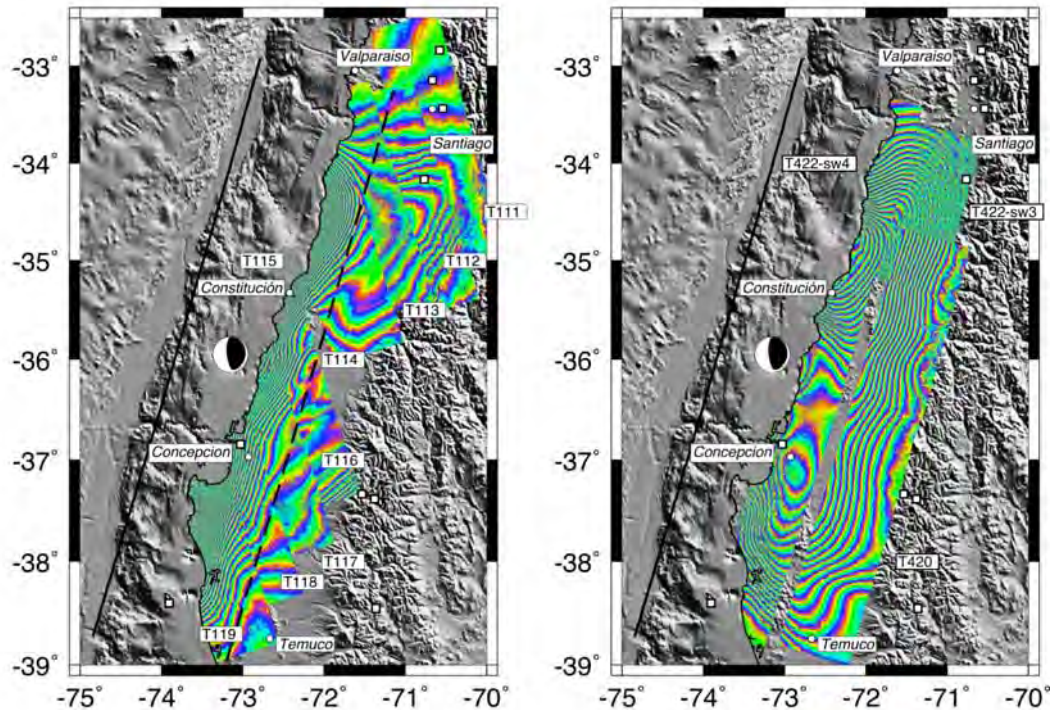 Valparaiso
-33°
Santiago
-34°
T111
T115
T112
-35°
Constitución
T113
-36°
T114
Concepcion
T116
-37°
T117
-38°
T118
T119
Temuco
-39°
-75° -74° -73° -72° -71° -70°
Valparaiso
-33°
Santiago
T422-sw4
-34°
T422-sw3
-35°
Constitución
-36°
Concepcion
-37°
T420
-38°
Temuco
-39°
-75° -74° -73° -72° -71° -70°